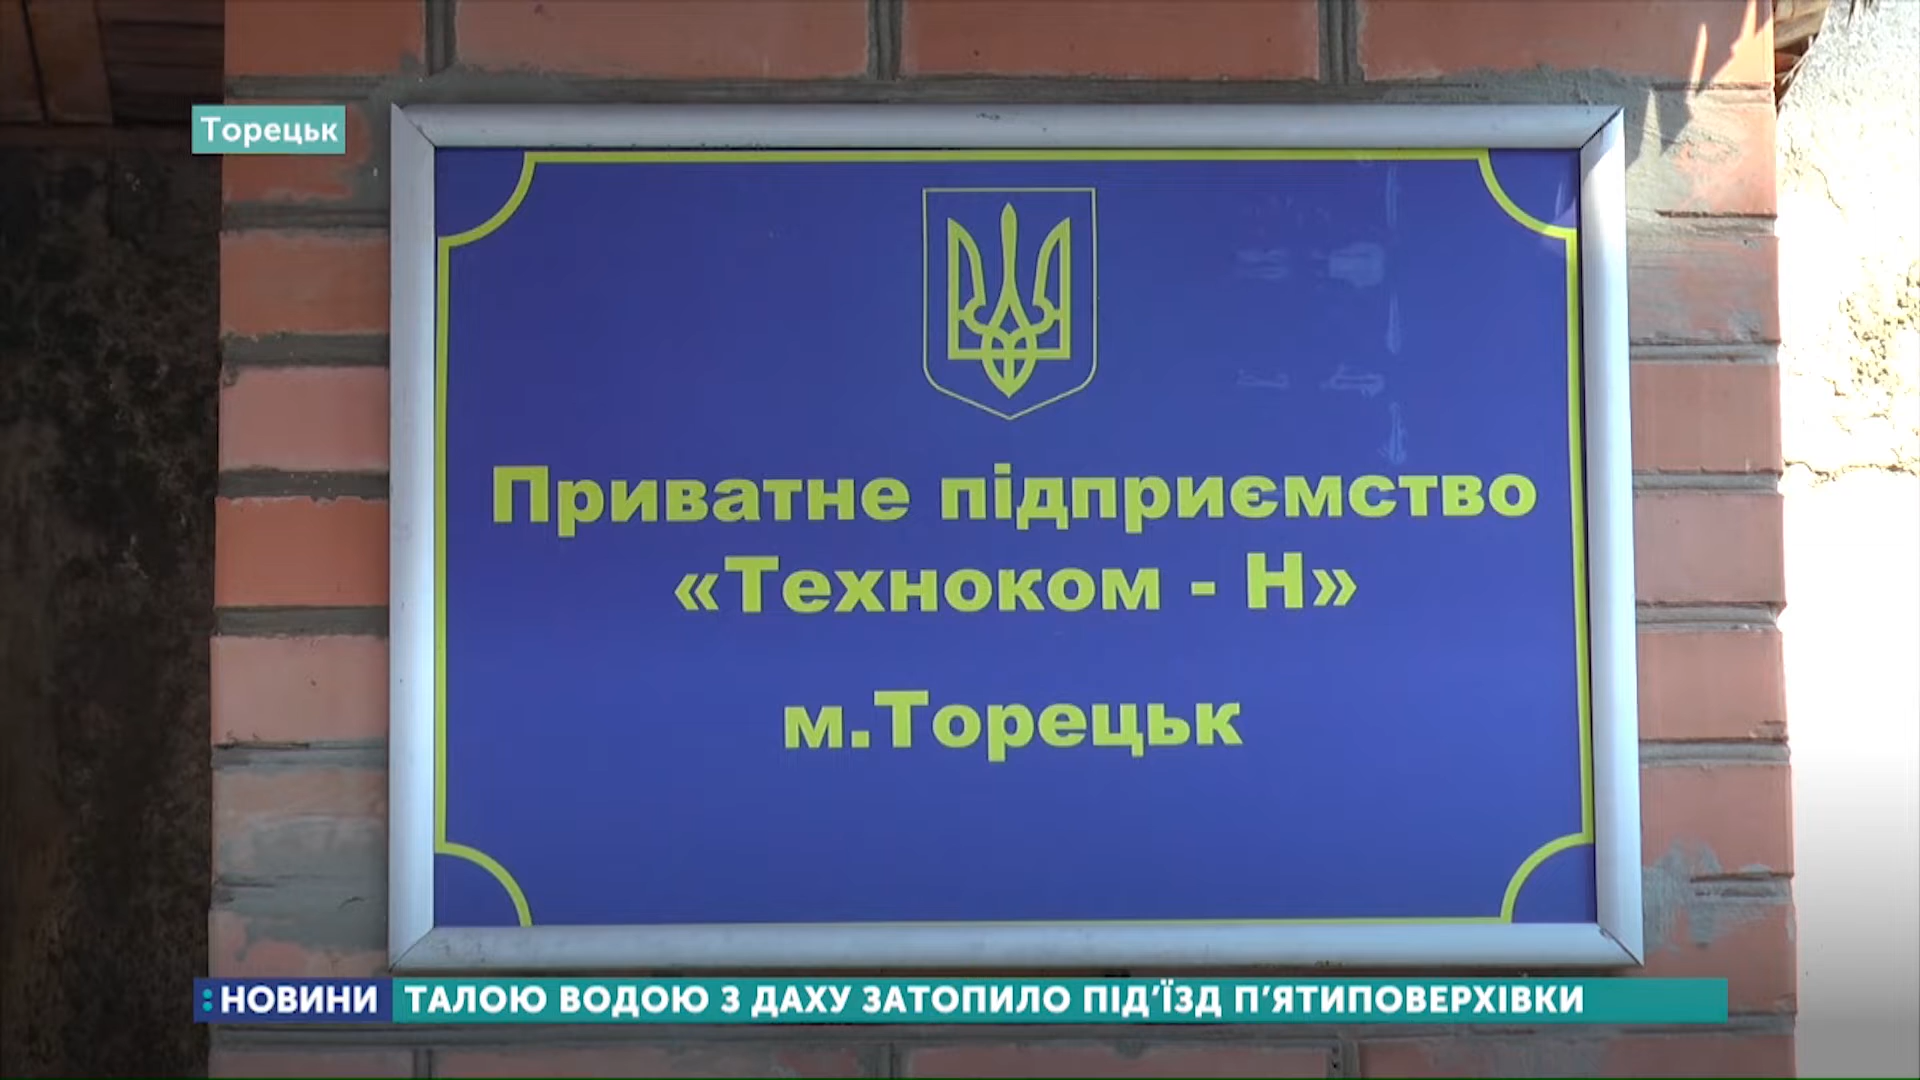 Торецьк
Приватне підприємство
«Техноком - Н»
м.Торецьк
НОВИНИ ТАЛОЮ ВОДОЮ З ДАХУ ЗАТОПИЛО ПІД’ЇЗД П’ЯТИПОВЕРХІВКИ